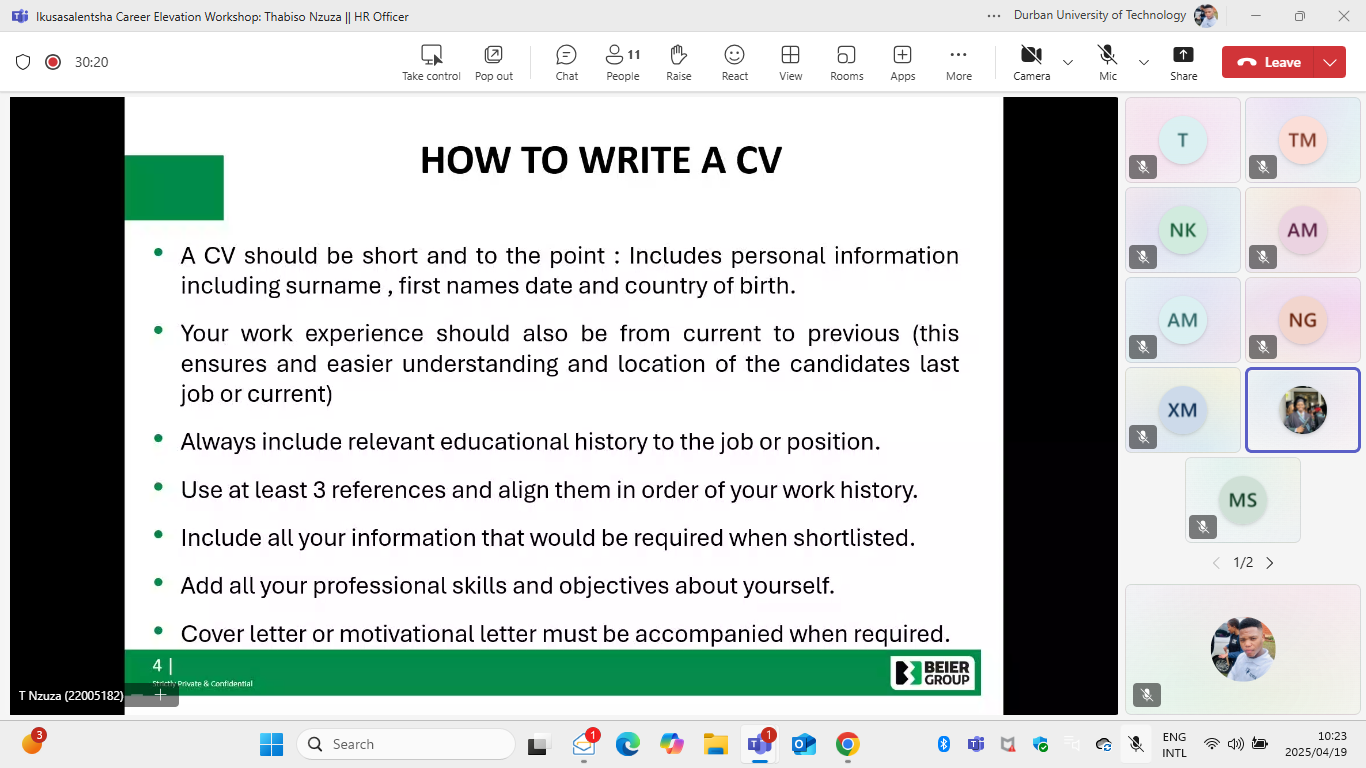 Ikusasalentsha Career Elevation Workshop: Thabiso Nzuza || HR Officer
Durban University of Technology
30:20
Take control
Pop out
Chat
11
People
Raise
React
View
Rooms
Apps
More
Camera
Mic
Share
Leave
HOW TO WRITE A CV
A CV should be short and to the point : Includes personal information
including surname , first names date and country of birth.
Your work experience should also be from current to previous (this
ensures and easier understanding and location of the candidates last
job or current)
Always include relevant educational history to the job or position.
Use at least 3 references and align them in order of your work history.
Include all your information that would be required when shortlisted.
Add all your professional skills and objectives about yourself.
Cover letter or motivational letter must be accompanied when required.
4 |
Strictly Private & Confidential
BEIER
GROUP
T Nzuza (22005182)
T
TM
NK
AM
AM
NG
XM
MS
1/2
3
Search
1
1
ENG
INTL
10:23
2025/04/19